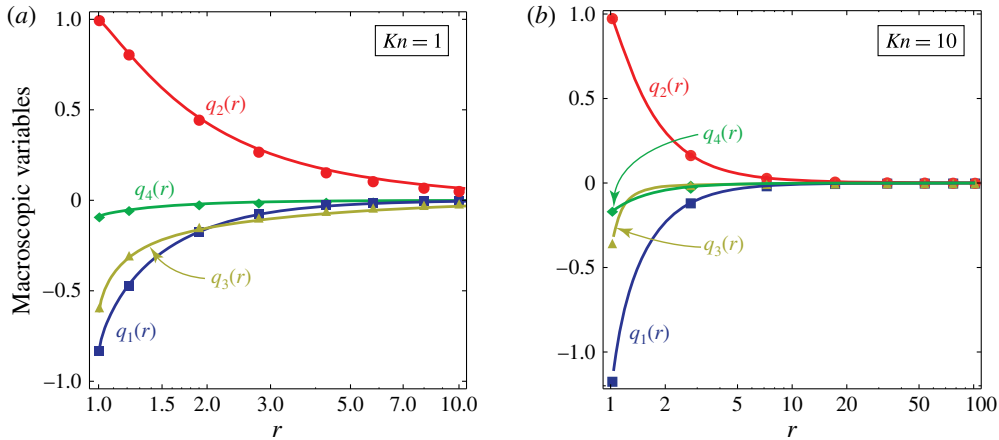 (a)
Kn = 1
Macroscopic variables
1.0
0.5
0
−0.5
−1.0
q2(r)
q4(r)
q3(r)
q1(r)
1.0 1.5 2.0 3.0 5.0 7.0 10.0
r
(b)
Kn = 10
1.0
0.5
0
−0.5
−1.0
q2(r)
q4(r)
q3(r)
q1(r)
1 2 5 10 20 50 100
r